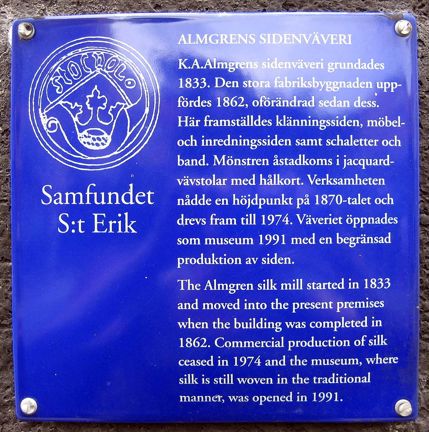 STOCHOLM
Samfundet
S:t Erik
ALMGRENS SIDENVÄVERI
K.A.Almgrens sidenväveri grundades
1833. Den stora fabriksbyggnaden upp-
fördes 1862, oförändrad sedan dess.
Här framställdes klänningssiden, möbel-
och inredningssiden samt schaletter och
band. Mönstren åstadkoms i jacquard-
vävstolar med hålkort. Verksamheten
nådde en höjdpunkt på 1870-talet och
drevs fram till 1974. Väveriet öppnades
som museum 1991 med en begränsad
produktion av siden.
The Almgren silk mill started in 1833
and moved into the present premises
when the building was completed in
1862. Commercial production of silk
ceased in 1974 and the museum, where
silk is still woven in the traditional
manner, was opened in 1991.